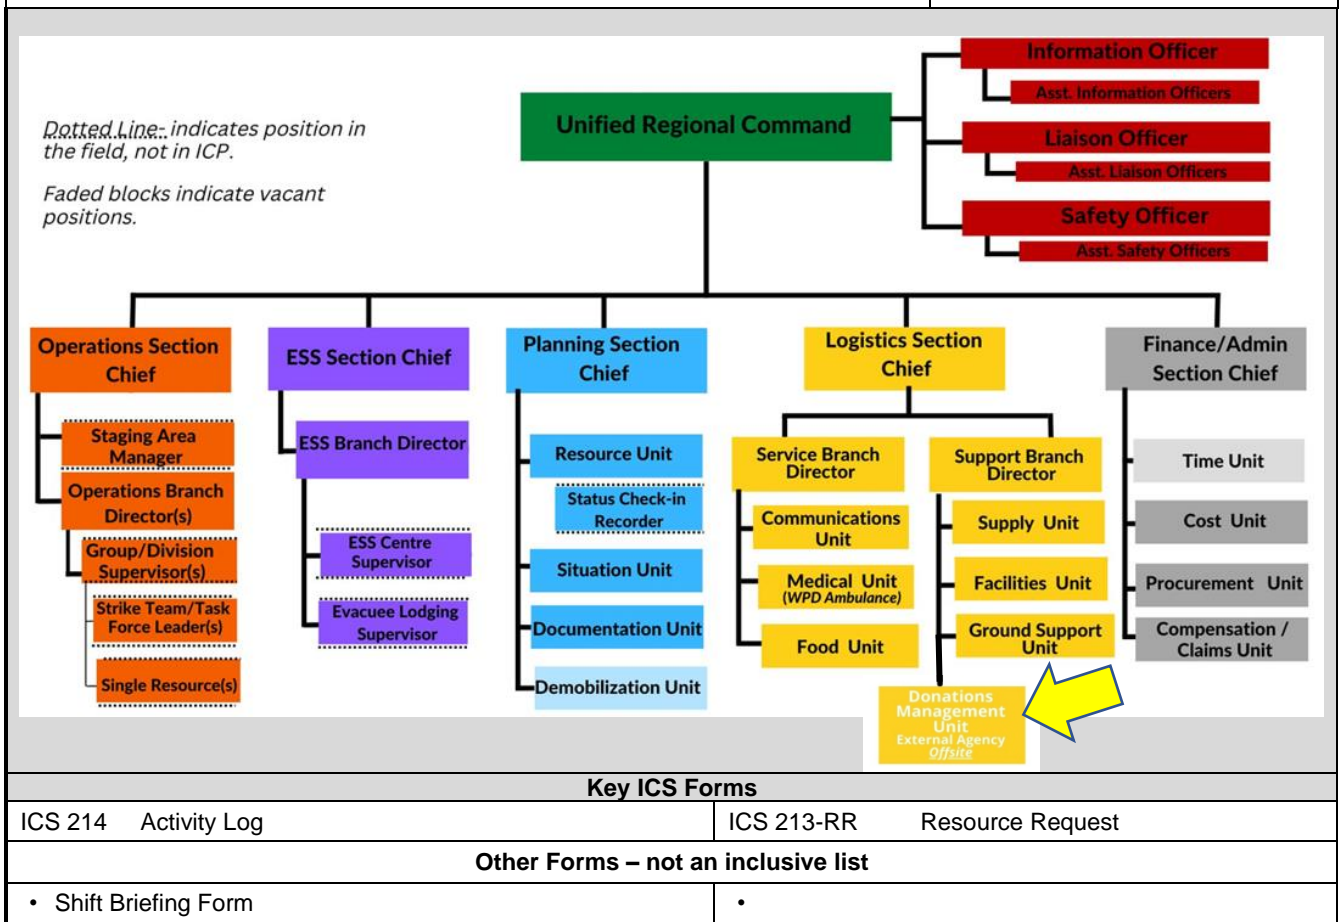 Dotted Line- indicates position in
the field, not in ICP.
Faded blocks indicate vacant
positions.
Unified Regional Command
Information Officer
Asst. Information Officers
Liaison Officer
Asst. Liaison Officers
Safety Officer
Asst. Safety Officers
Operations Section
Chief
Staging Area
Manager
Operations Branch
Director(s)
Group/Division
Supervisor(s)
Strike Team/Task
Force Leader(s)
Single Resource(s)
ESS Section Chief
ESS Branch Director
ESS Centre
Supervisor
Evacuee Lodging
Supervisor
Planning Section
Chief
Resource Unit
Status Check-in
Recorder
Situation Unit
Documentation Unit
Demobilization Unit
Logistics Section
Chief
Service Branch
Director
Communications
Unit
Medical Unit
(WPD Ambulance)
Food Unit
Support Branch
Director
Supply Unit
Facilities Unit
Ground Support
Unit
Donations
Management
Unit
External Agency
Offsite
Finance/Admin
Section Chief
Time Unit
Cost Unit
Procurement Unit
Compensation /
Claims Unit
Key ICS Forms
ICS 214 Activity Log
ICS 213-RR Resource Request
Other Forms – not an inclusive list
• Shift Briefing Form
•